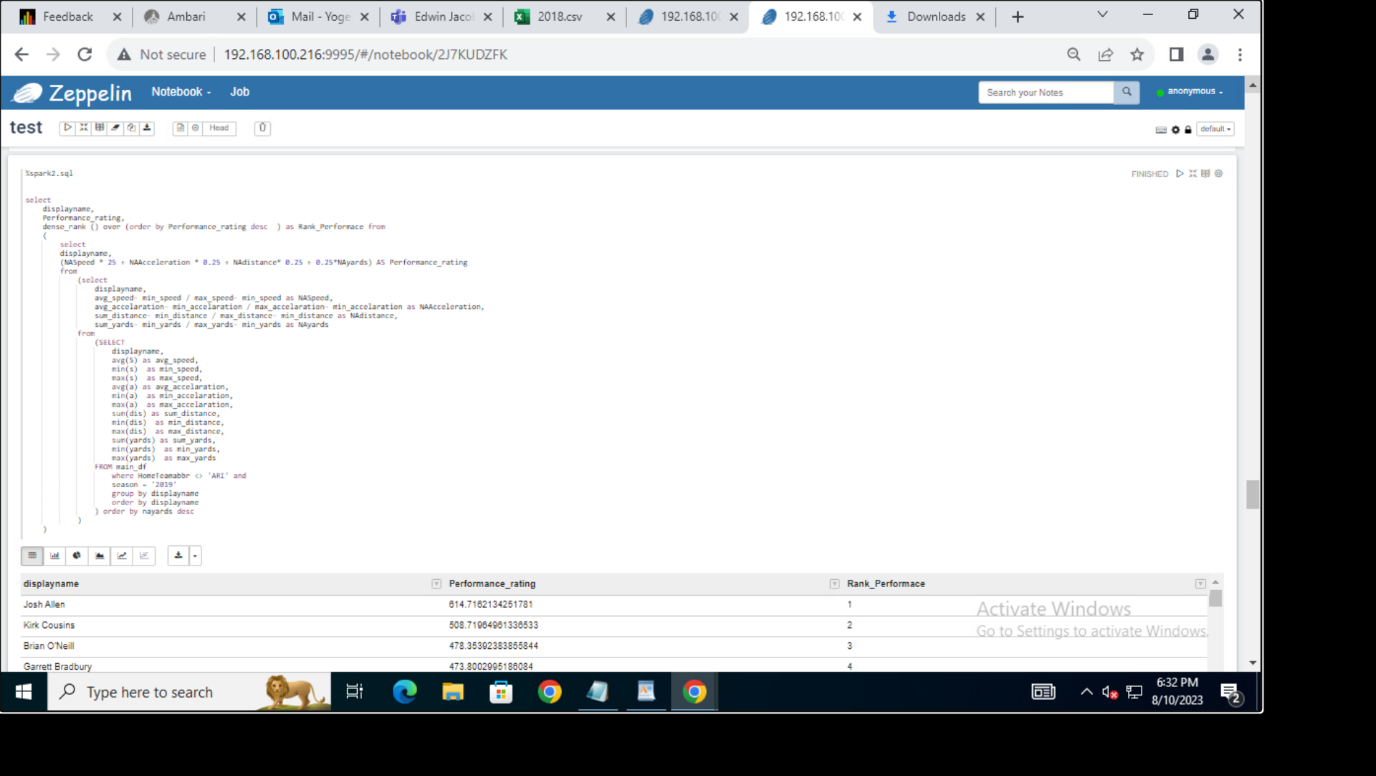 Feedback
Ambari
Mail - Yoge
Edwin Jacol
2018.csv
192.168.100
192.168.100
Downloads
Not secure
192.168.100.216:9995/#/notebook/2J7KUDZFK
Zeppelin
Notebook
Job
Search your Notes
anonymous
test
Head
default
%spark2.sql
FINISHED
select
displayname,
Performance_rating,
dense_rank () over (order by Performance_rating desc ) as Rank_Performace from
(
select
displayname,
(NASpeed * 25 + NAAcceleration * 0.25 + NAdistance* 0.25 + 0.25*NAyards) AS Performance_rating
from
(select
displayname,
avg_speed- min_speed / max_speed- min_speed as NASpeed,
avg_accelaration- min_accelaration / max_accelaration- min_accelaration as NAAcceleration,
sum_distance- min_distance / max_distance- min_distance as NAdistance,
sum_yards- min_yards / max_yards- min_yards as NAyards
from
(SELECT
displayname,
avg(S) as avg_speed,
min(s) as min_speed,
max(s) as max_speed,
avg(a) as avg_accelaration,
min(a) as min_accelaration,
max(a) as max_accelaration,
sum(dis) as sum_distance,
min(dis) as min_distance,
max(dis) as max_distance,
sum(yards) as sum_yards,
min(yards) as min_yards,
max(yards) as max_yards
FROM main_df
where HomeTeamabbr <> 'ARI' and
season = '2019'
group by displayname
order by displayname
) order by nayards desc
)
)
displayname
Performance_rating
Rank_Performace
Josh Allen
614.7162134251781
1
Kirk Cousins
508.71964961336533
2
Brian O'Neill
478.35392383855844
3
Garrett Bradbury
473.8002995186084
4
Activate Windows
Go to Settings to activate Windows.
Type here to search
6:32 PM
8/10/2023
2